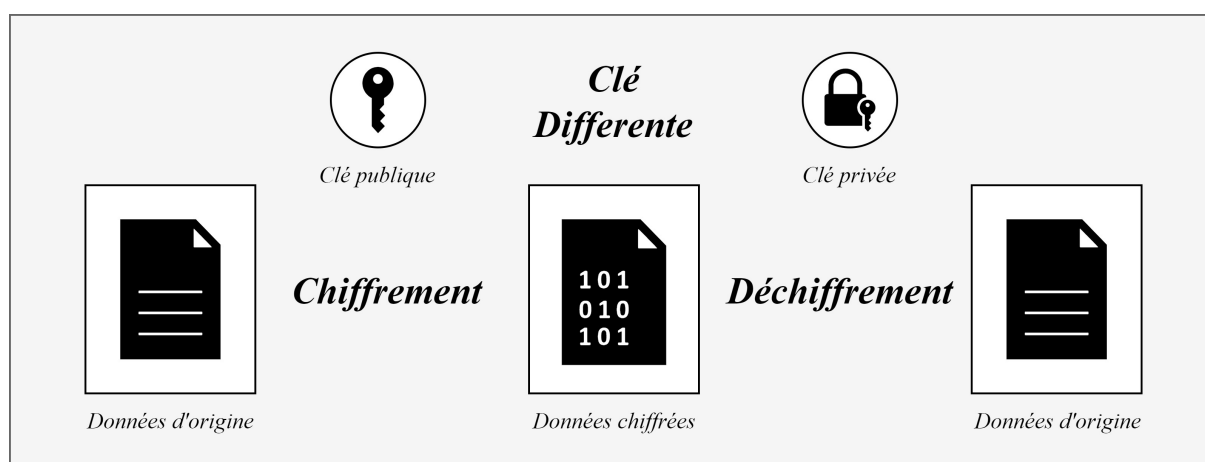 Clé
Differente
Clé publique
Clé privée
Chiffrement
101
010
101
Déchiffrement
Données d'origine
Données chiffrées
Données d'origine